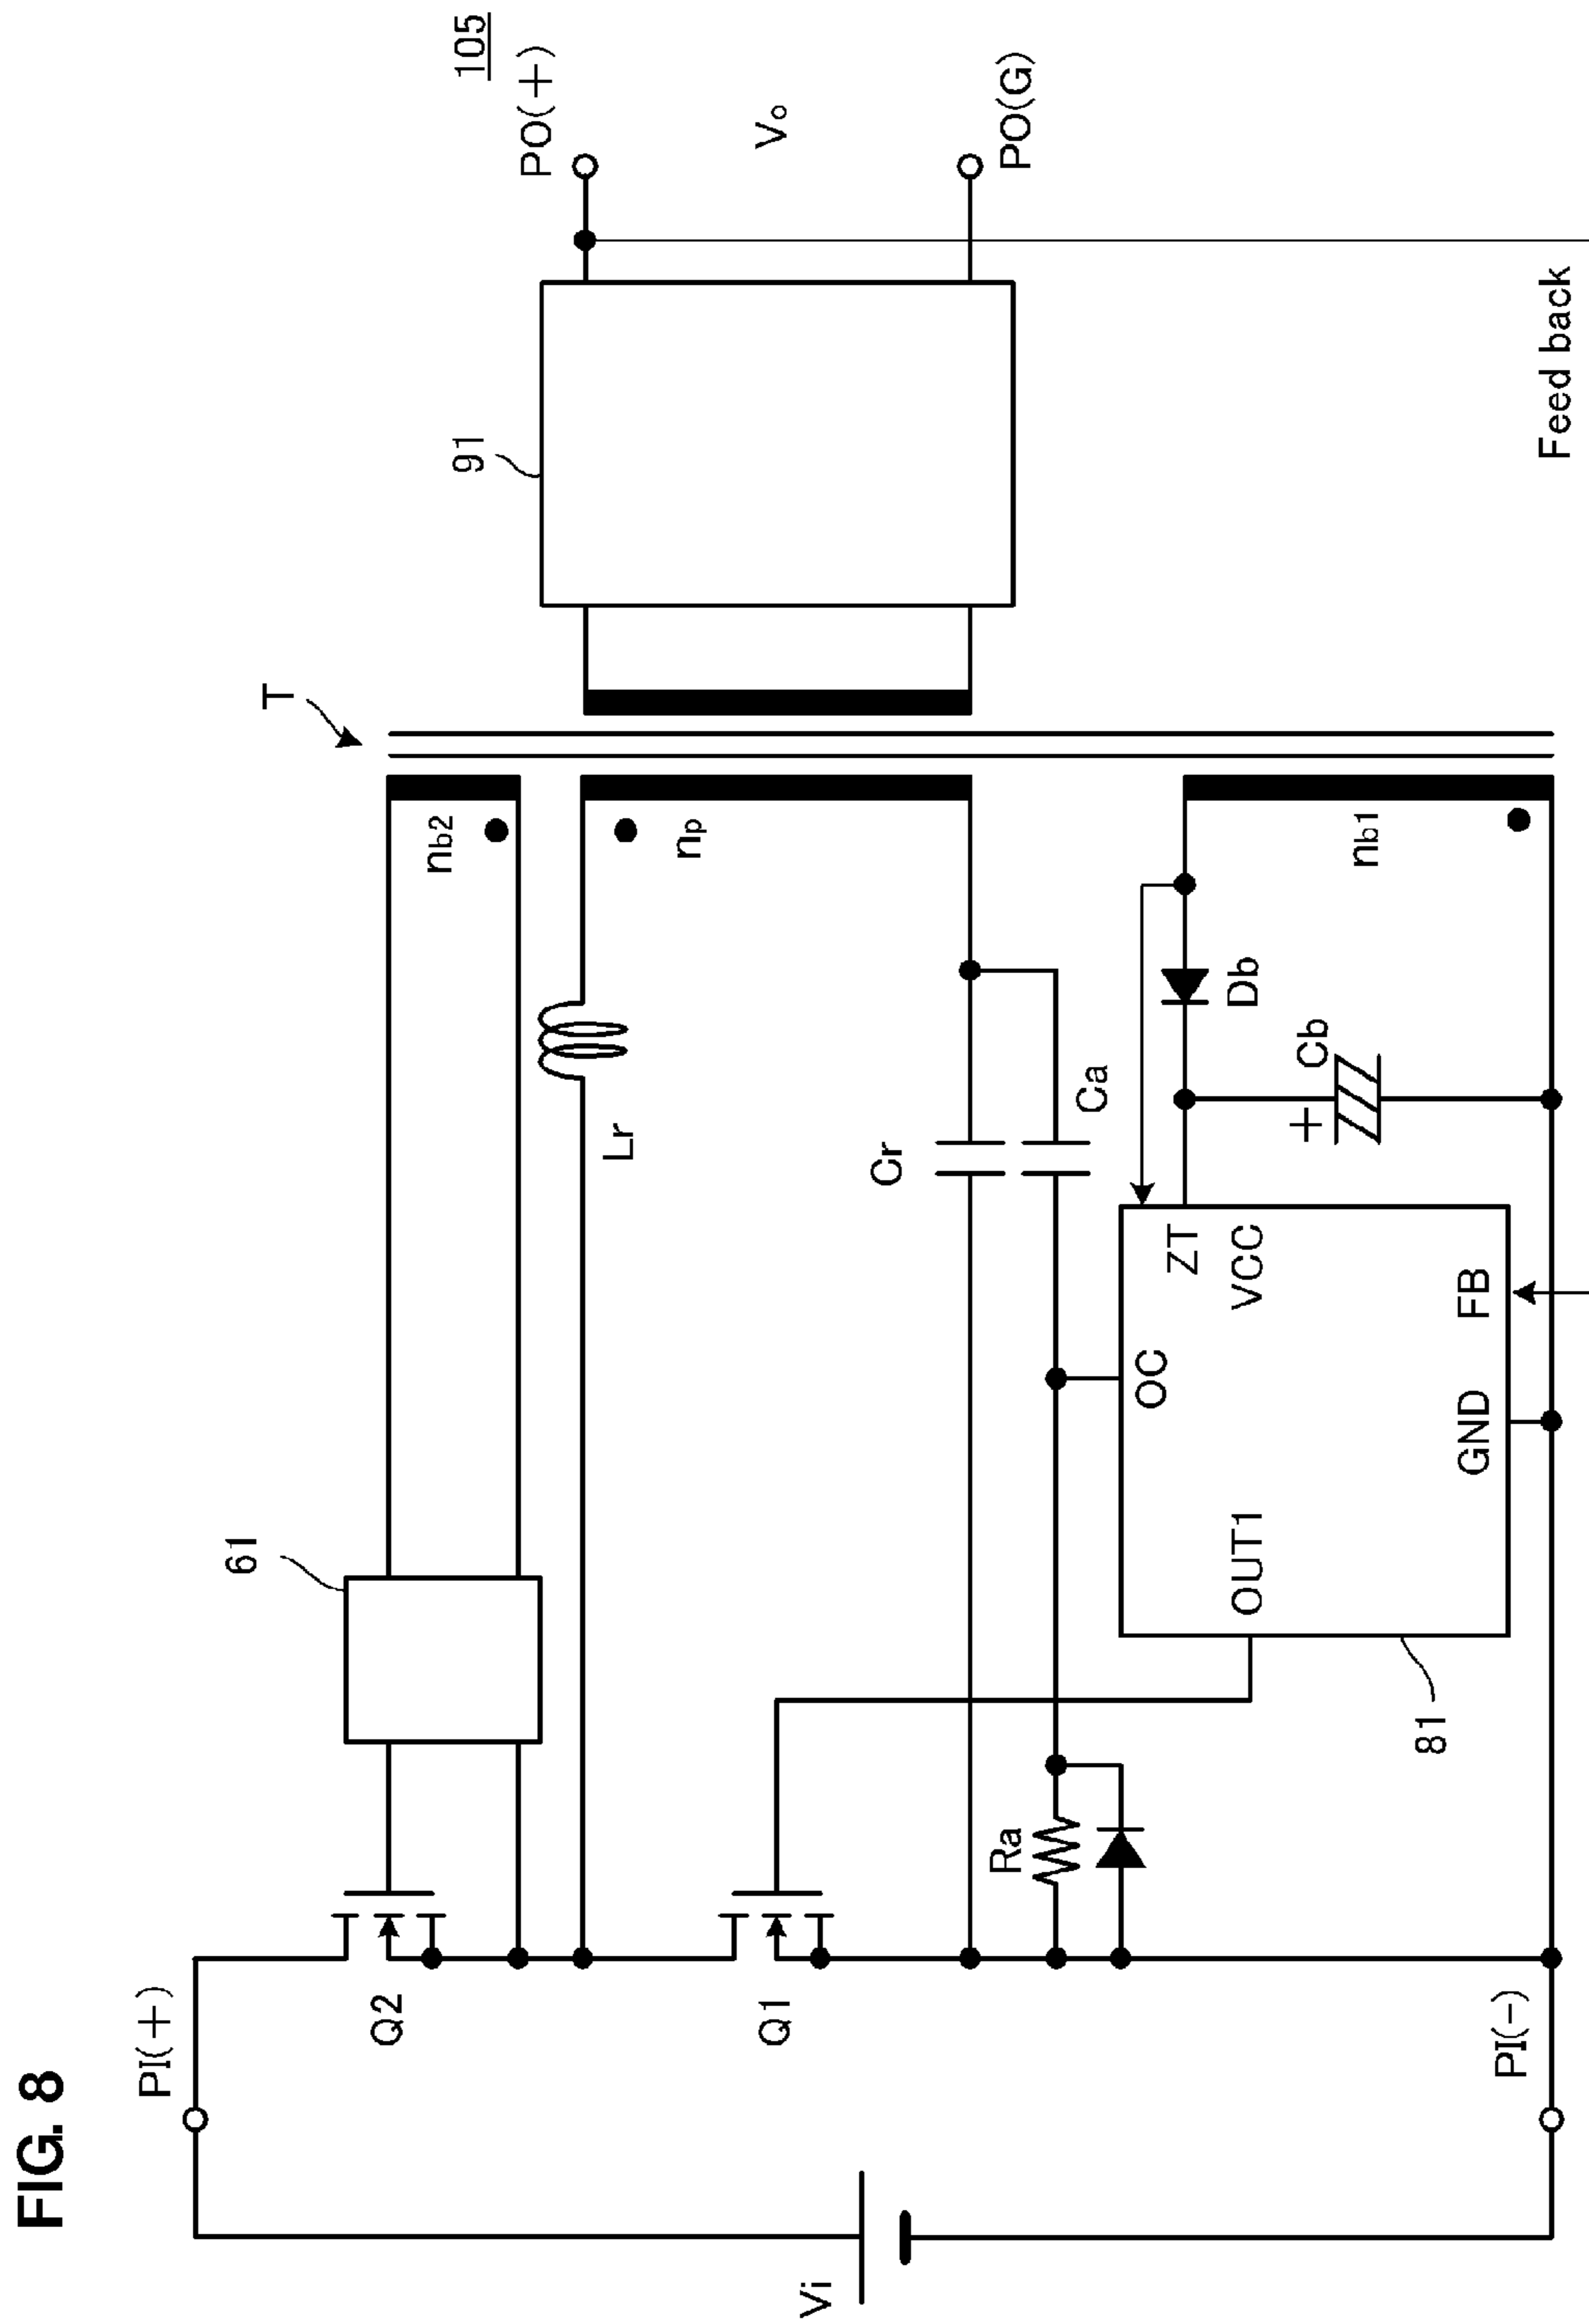 FIG. 8
105
PI(+)
T
61
91
PO(+)
Q2
nb2
Lr
np
Vo
Q1
Cr
PO(G)
Ra
Ca
OC
ZT
Db
OUT1
VCC
Cb
+
nb1
Vi
81
GND
FB
PI(-)
Feed back